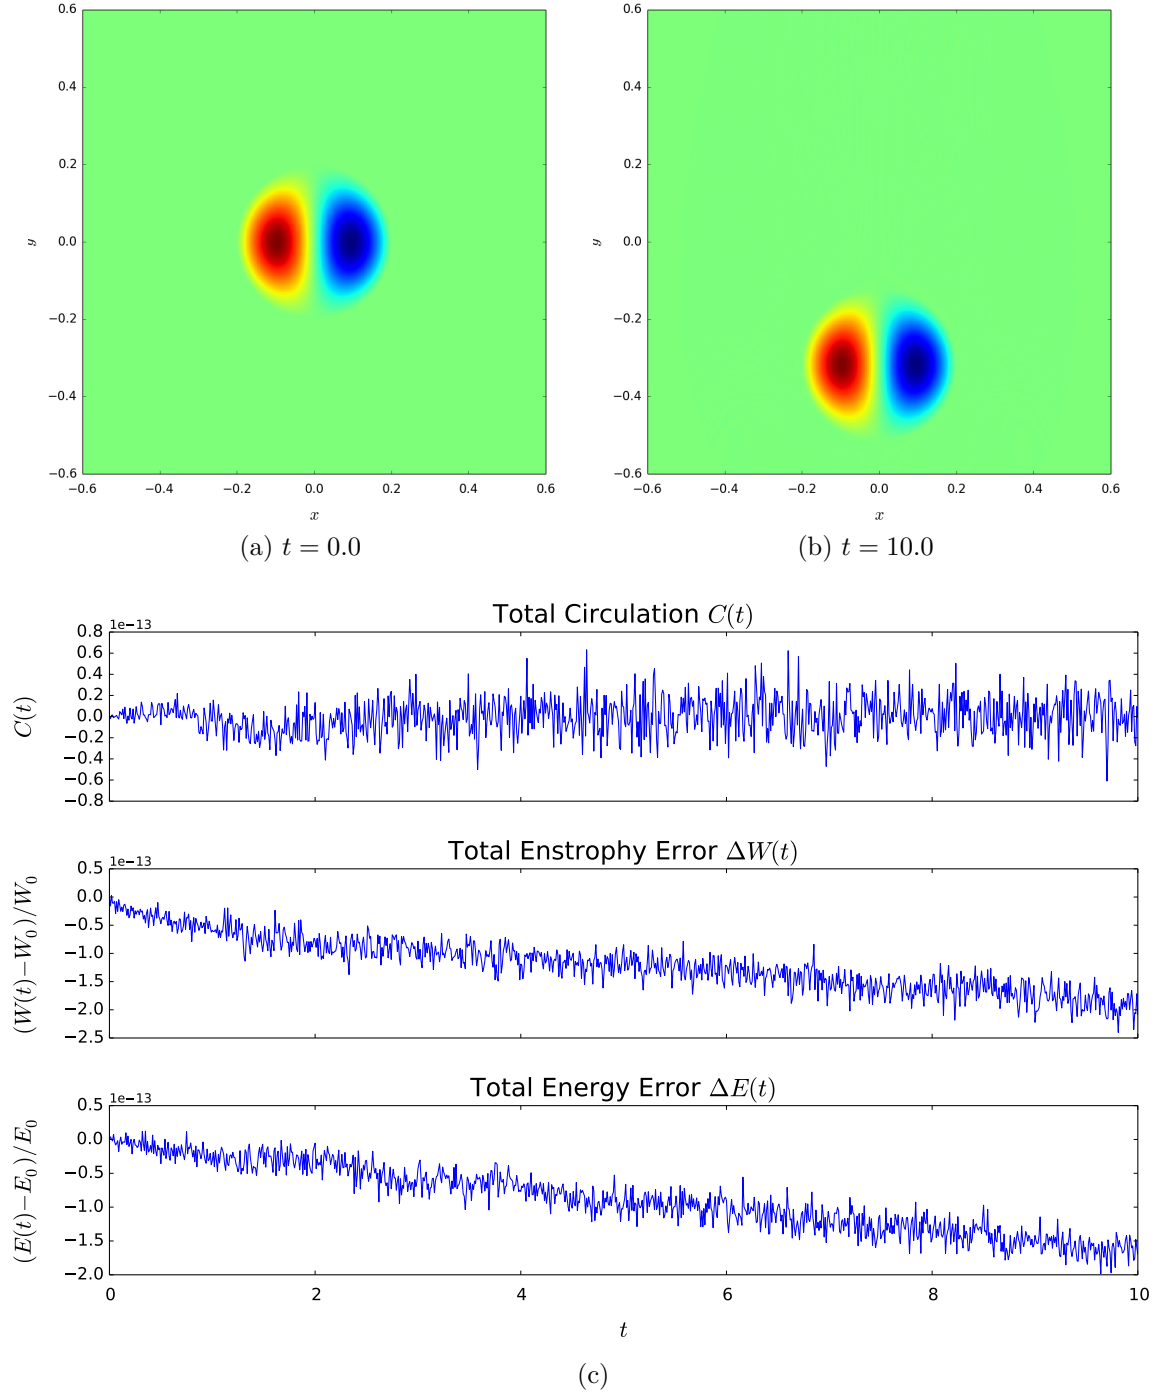 0.6
0.4
0.2
0.0
−0.2
−0.4
−0.6
y
−0.6 −0.4 −0.2 0.0 0.2 0.4 0.6
x
(a) t = 0.0
0.6
0.4
0.2
0.0
−0.2
−0.4
−0.6
y
−0.6 −0.4 −0.2 0.0 0.2 0.4 0.6
x
(b) t = 10.0
Total Circulation C(t)
1e−13
0.8
0.6
0.4
0.2
0.0
−0.2
−0.4
−0.6
−0.8
C(t)
Total Enstrophy Error ΔW(t)
1e−13
0.5
0.0
−0.5
−1.0
−1.5
−2.0
−2.5
(W(t)−W₀)/W₀
Total Energy Error ΔE(t)
1e−13
0.5
0.0
−0.5
−1.0
−1.5
−2.0
(E(t)−E₀)/E₀
0 2 4 6 8 10
t
(c)